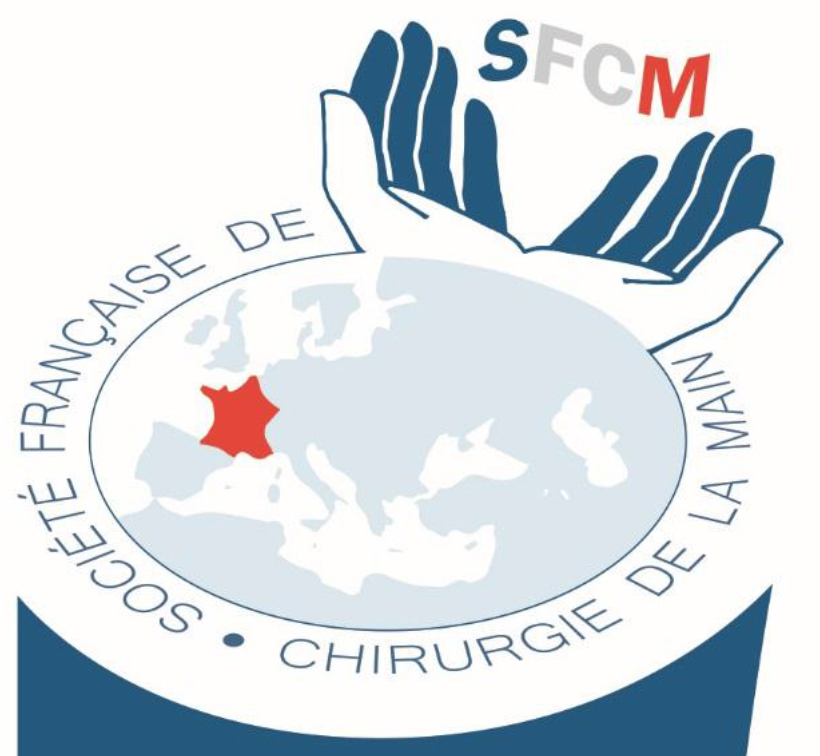 SFCM
SOCIÉTÉ FRANÇAISE DE
CHIRURGIE DE LA MAIN